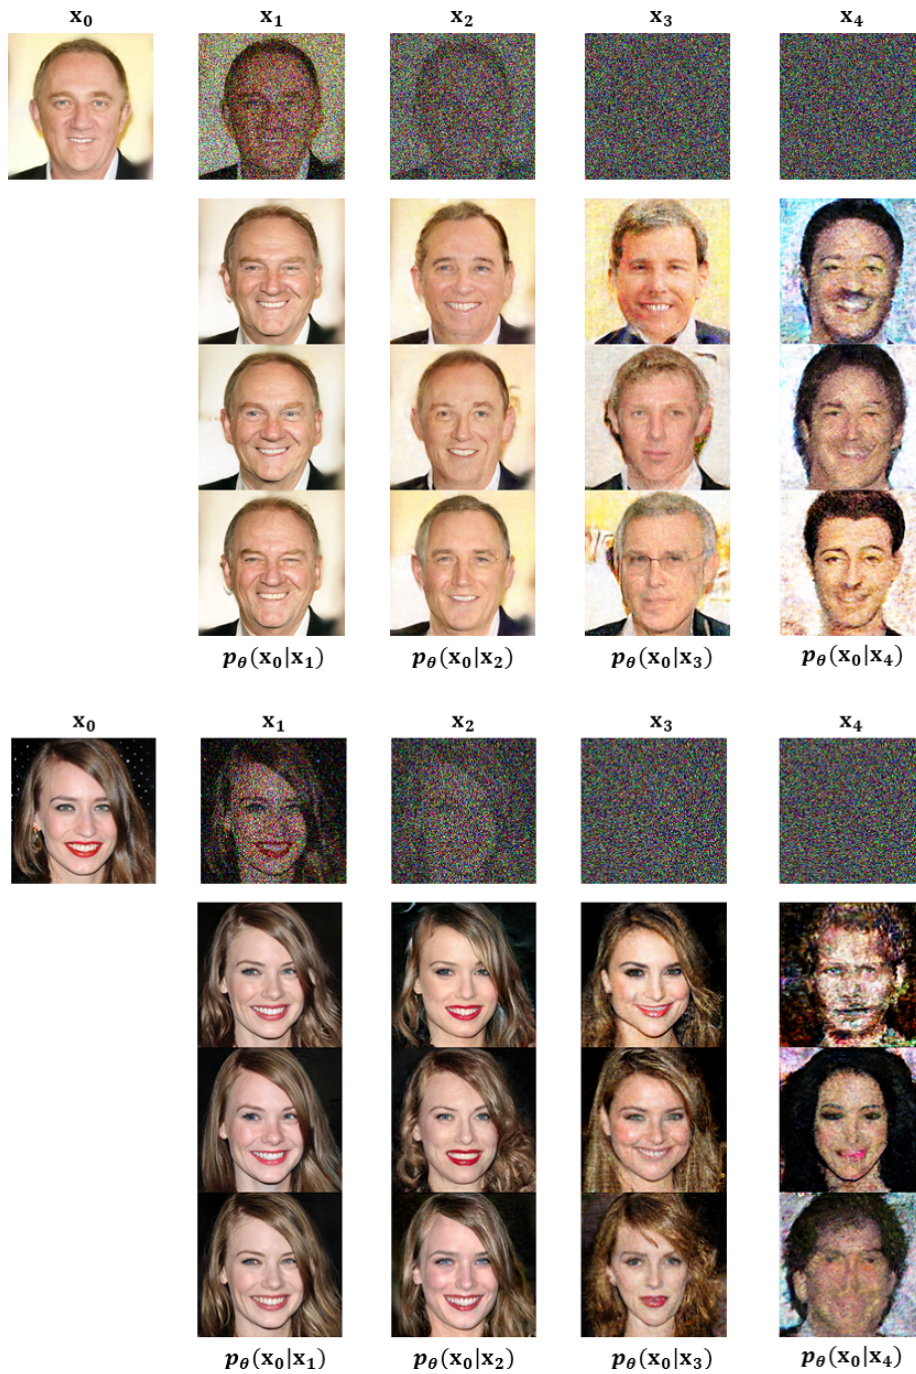 x₀ x₁ x₂ x₃ x₄
pθ(x₀|x₁) pθ(x₀|x₂) pθ(x₀|x₃) pθ(x₀|x₄)
x₀ x₁ x₂ x₃ x₄
pθ(x₀|x₁) pθ(x₀|x₂) pθ(x₀|x₃) pθ(x₀|x₄)